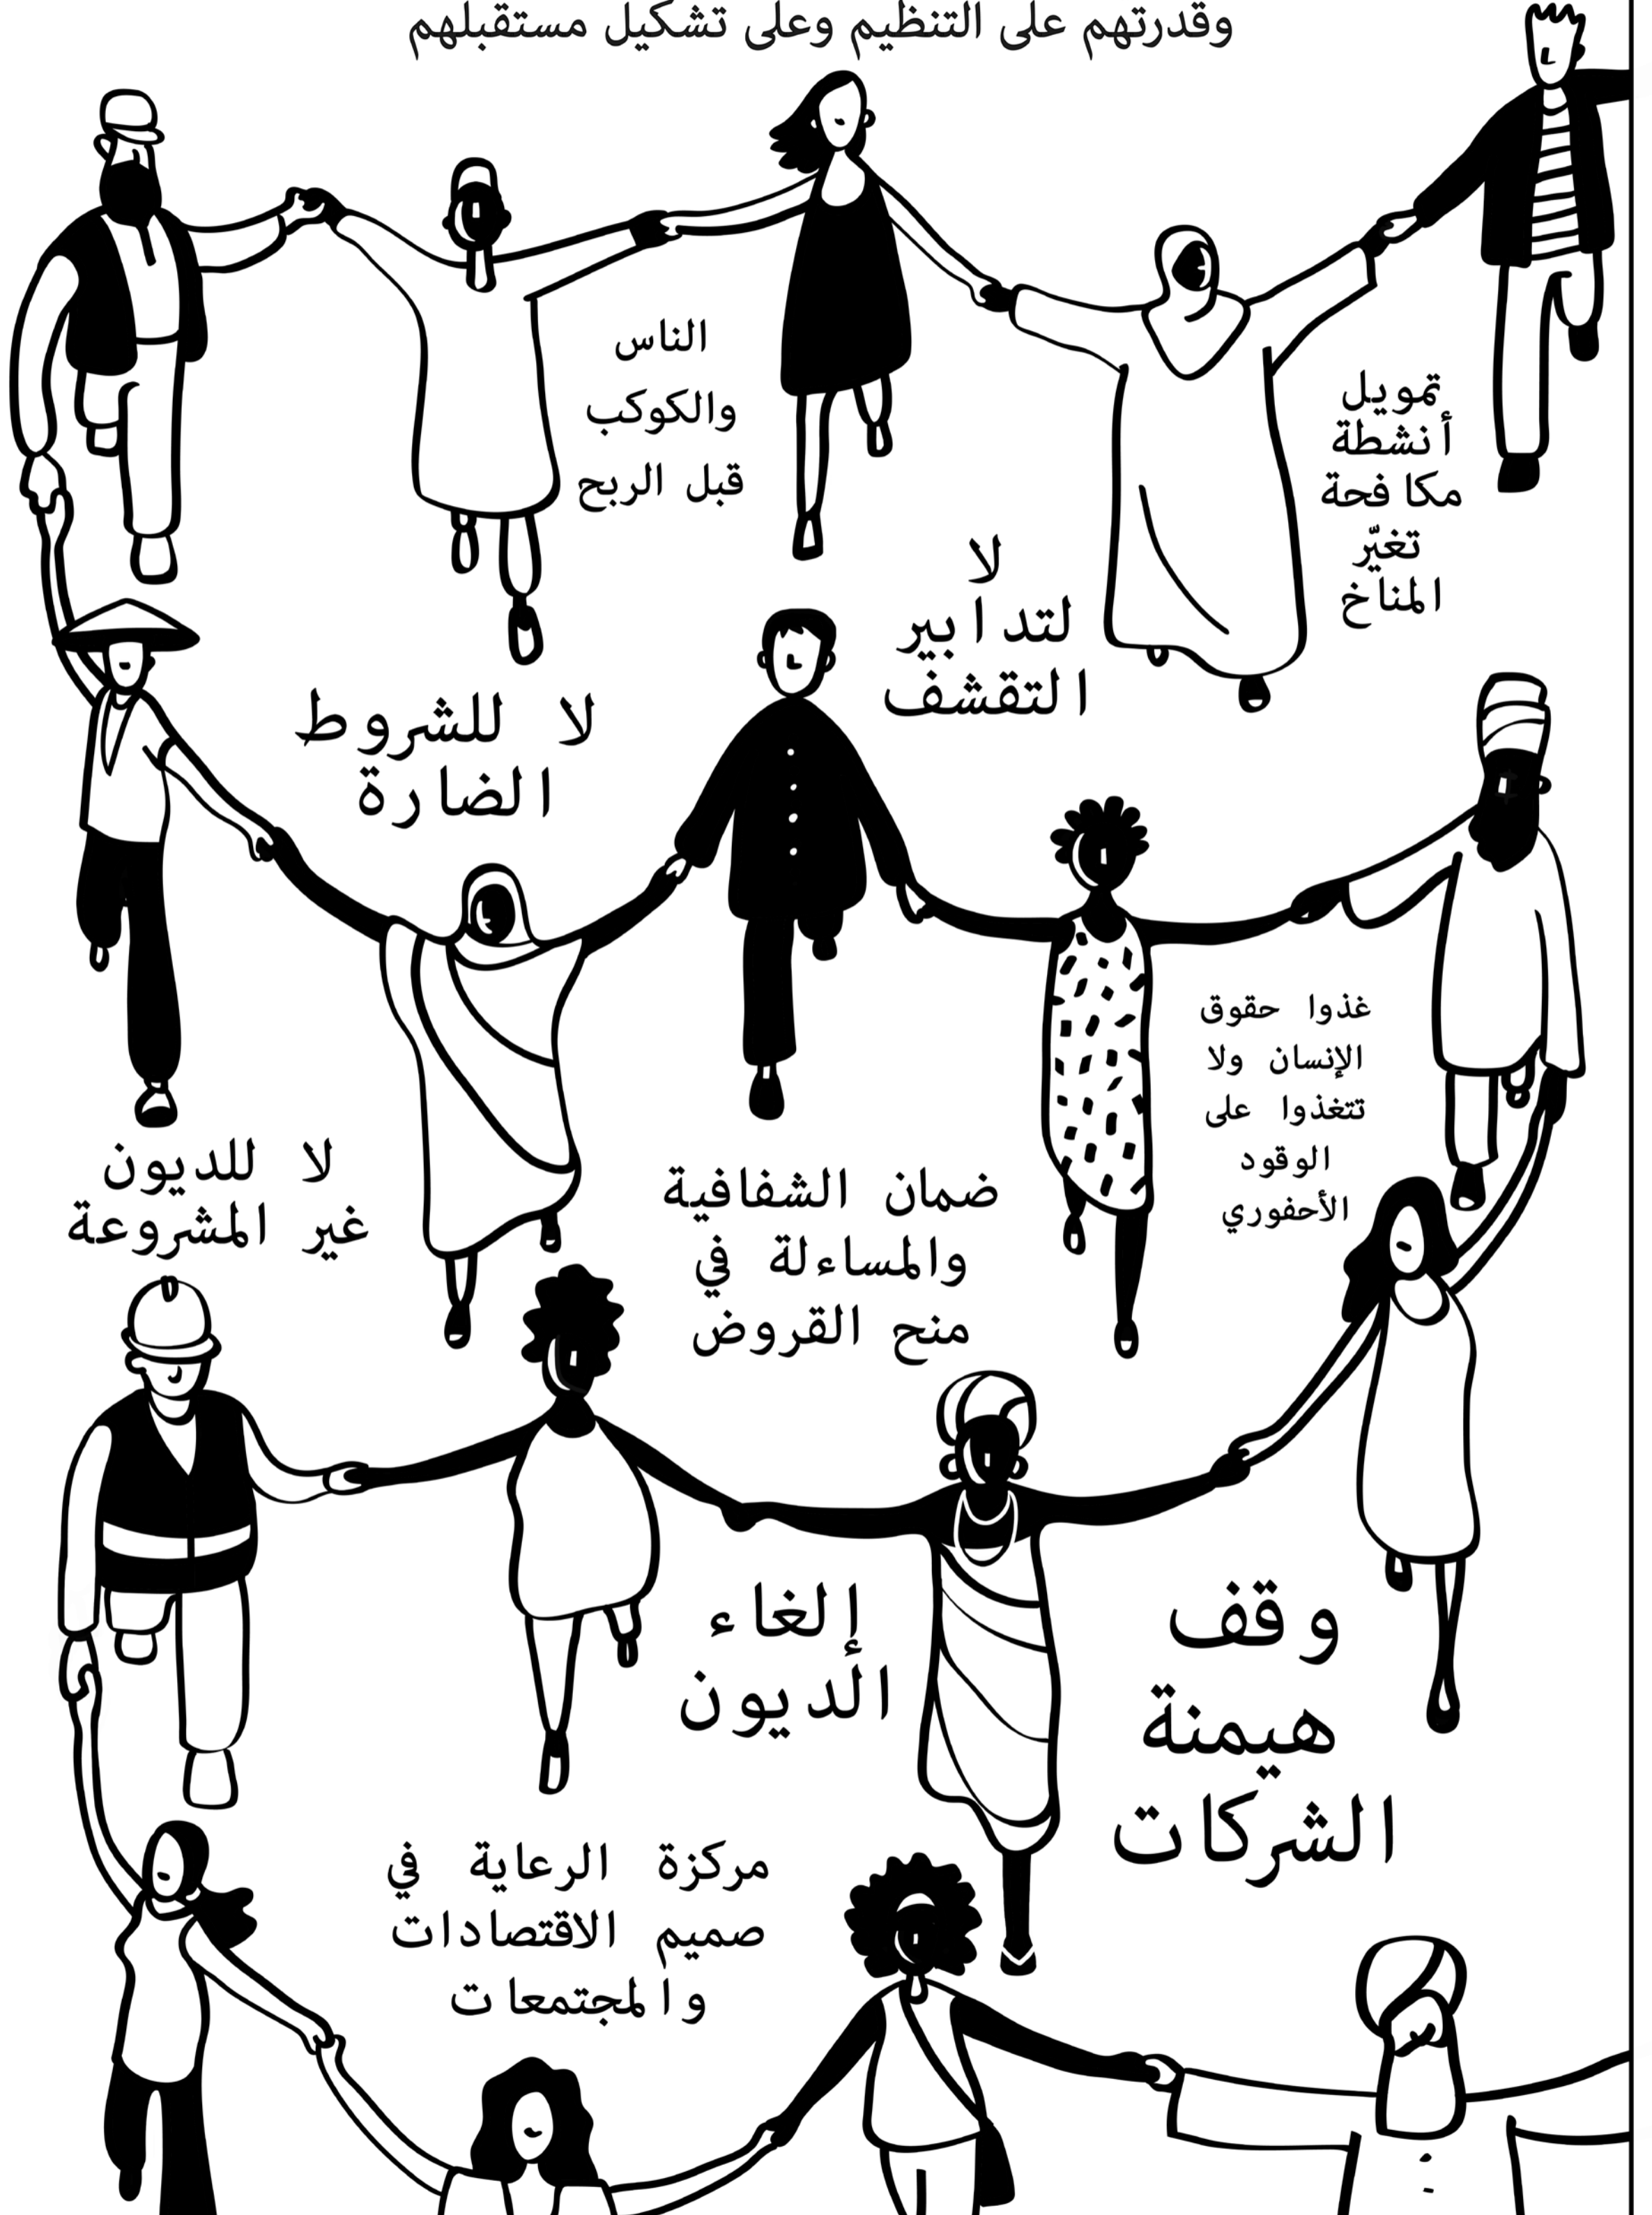 وقدرتهم على التنظيم وعلى تشكيل مستقبلهم
الناس
والكوكب
قبل الربح
تمويل
أنشطة
مكافحة
تغيّر
المناخ
لا
لتدابير
التقشف
لا للشروط
الضارة
غذوا حقوق
الإنسان ولا
تتغذوا على
الوقود
الأحفوري
لا للديون
غير المشروعة
ضمان الشفافية
والمساءلة في
منح القروض
إلغاء
الديون
وقف
هيمنة
الشركات
مركزة الرعاية في
صميم الاقتصادات
والمجتمعات